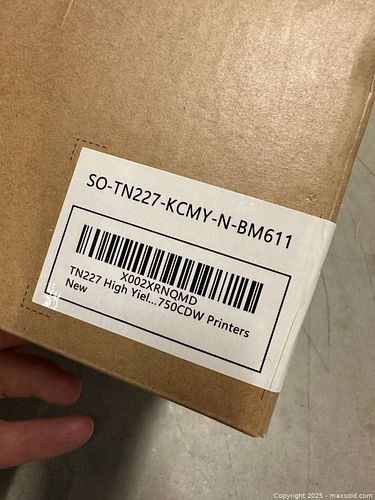 SO-TN227-KCMY-N-BM611
X002XRNQMD
TN227 High Yiel...750CDW Printers
New
Copyright 2025 - maxsold.com